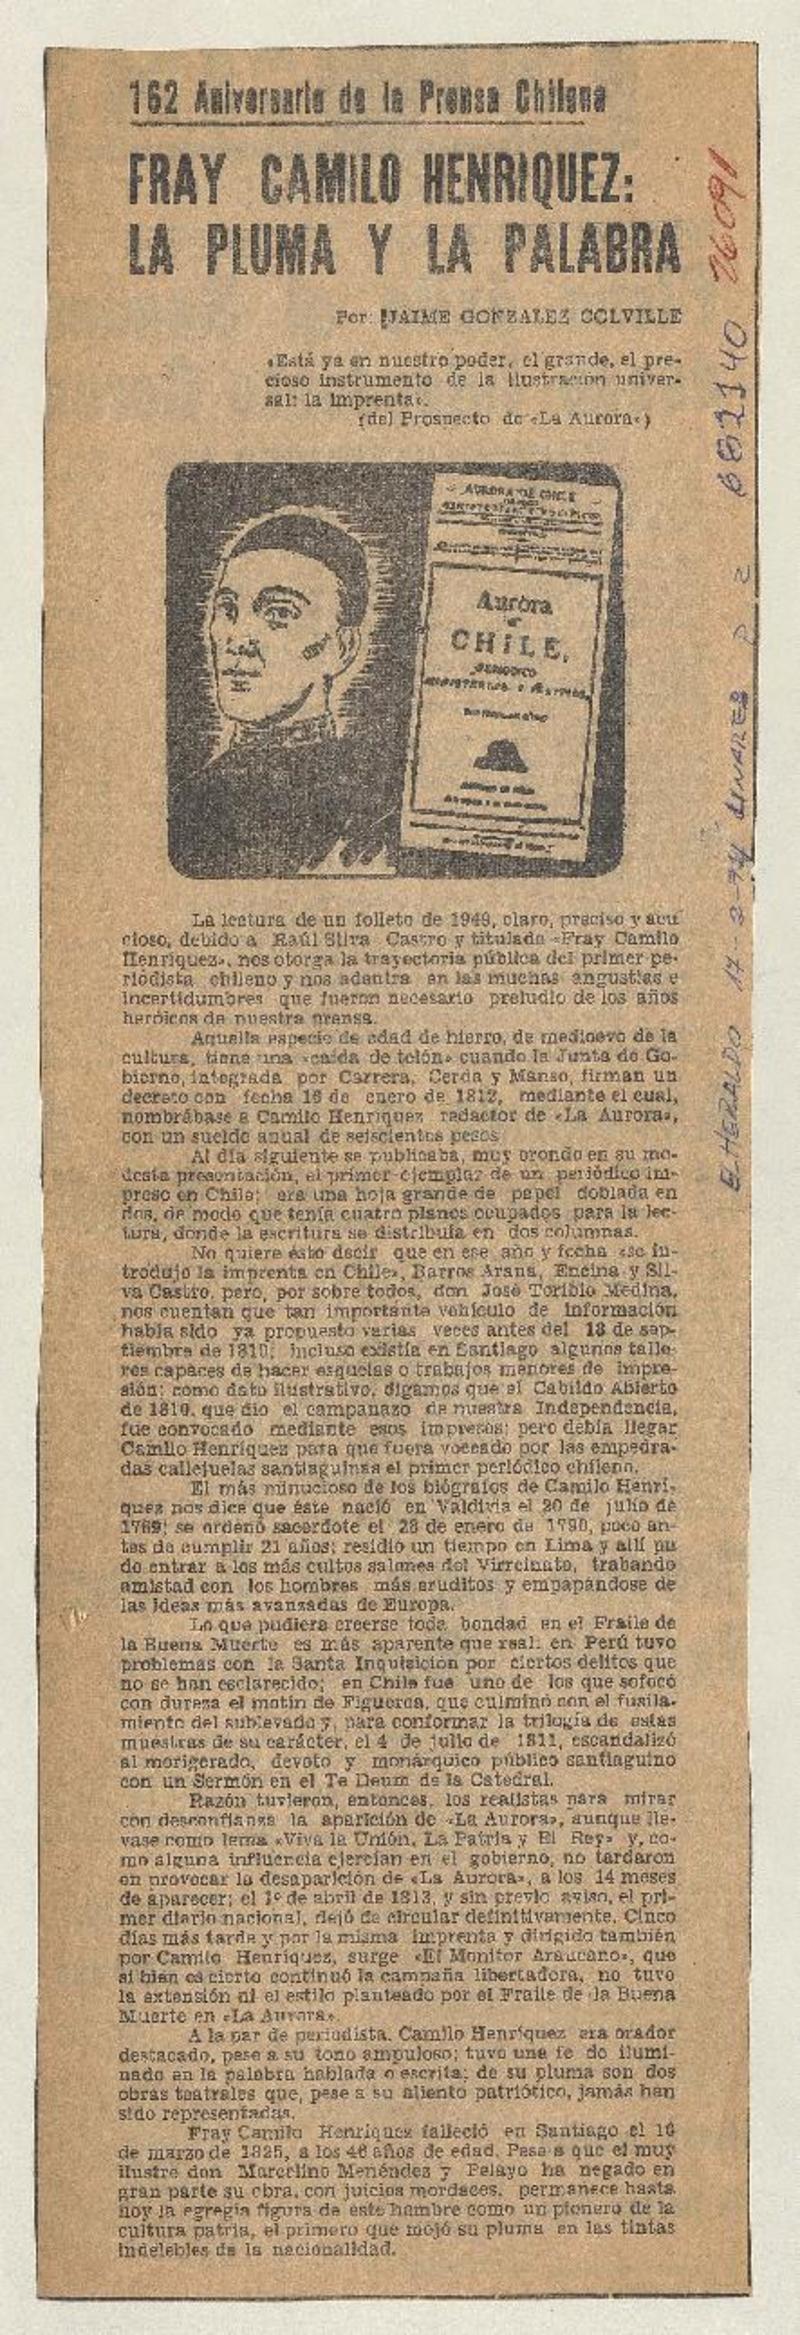 162 Aniversario de la Prensa Chilena
FRAY CAMILO HENRIQUEZ:
LA PLUMA Y LA PALABRA
Por: JAIME GONZALEZ COLVILLE
«Está ya en nuestro poder, el grande, el pre-
cioso instrumento de la ilustración univer-
sal: la imprenta».
(del Prospecto de «La Aurora»)
AURORA DE CHILE
Aurora
CHILE,
PERIODICO
La lectura de un folleto de 1949, claro, preciso y acu
cioso, debido a Raúl Silva Castro y titulado «Fray Camilo
Henríquez», nos otorga la trayectoria pública del primer pe-
riódista chileno y nos adentra en las muchas angustias e
incertidumbres que fueron necesario preludio de los años
heróicos de nuestra prensa.
Aquella especie de edad de hierro, de medioevo de la
cultura, tiene una «caída de telón» cuando la Junta de Go-
bierno, integrada por Carrera, Cerda y Manso, firman un
decreto con fecha 16 de enero de 1812, mediante el cual,
nombrábase a Camilo Henríquez redactor de «La Aurora»,
con un sueldo anual de seiscientos pesos
Al día siguiente se publicaba, muy orondo en su mo-
desta presentación, el primer ejemplar de un periódico im-
preso en Chile; era una hoja grande de papel doblada en
dos, de modo que tenía cuatro planos ocupados para la lec-
tura, donde la escritura se distribuía en dos columnas.
No quiere ésto decir que en ese año y fecha «se in-
trodujo la imprenta en Chile», Barros Arana, Encina y Sil-
va Castro, pero, por sobre todos, don José Toribio Medina,
nos cuentan que tan importante vehículo de información
había sido ya propuesto varias veces antes del 18 de sep-
tiembre de 1810; incluso existía en Santiago algunos talle-
res capaces de hacer esquelas o trabajos menores de impre-
sión; como dato ilustrativo, digamos que el Cabildo Abierto
de 1810, que dio el campanazo de nuestra Independencia,
fue convocado mediante esos impresos; pero debía llegar
Camilo Henríquez para que fuera voceado por las empedra-
das callejuelas santiaguinas el primer periódico chileno.
El más minucioso de los biógrafos de Camilo Henrí-
quez nos dice que éste nació en Valdivia el 20 de julio de
1769; se ordenó sacerdote el 28 de enero de 1790, poco an-
tes de cumplir 21 años; residió un tiempo en Lima y allí pu
do entrar a los más cultos salones del Virreinato, trabando
amistad con los hombres más eruditos y empapándose de
las ideas más avanzadas de Europa.
Lo que pudiera creerse toda bondad en el Fraile de
la Buena Muerte es más aparente que real: en Perú tuvo
problemas con la Santa Inquisición por ciertos delitos que
no se han esclarecido; en Chile fue uno de los que sofocó
con dureza el motín de Figueroa, que culminó con el fusila-
miento del sublevado y, para conformar la trilogía de estas
muestras de su carácter, el 4 de julio de 1811, escandalizó
al morigerado, devoto y monárquico público santiaguino
con un Sermón en el Te Deum de la Catedral.
Razón tuvieron, entonces, los realistas para mirar
con desconfianza la aparición de «La Aurora», aunque lle-
vase como lema «Viva la Unión, La Patria y El Rey» y, co-
mo alguna influencia ejercían en el gobierno, no tardaron
en provocar la desaparición de «La Aurora», a los 14 meses
de aparecer; el 1º de abril de 1813, y sin previo aviso, el pri-
mer diario nacional, dejó de circular definitivamente. Cinco
días más tarde y por la misma imprenta y dirigido también
por Camilo Henríquez, surge «El Monitor Araucano», que
si bien es cierto continuó la campaña libertadora, no tuvo
la extensión ni el estilo planteado por el Fraile de la Buena
Muerte en «La Aurora».
A la par de periodista, Camilo Henríquez era orador
destacado, pese a su tono ampuloso; tuvo una fe de ilumi-
nado en la palabra hablada o escrita; de su pluma son dos
obras teatrales que, pese a su aliento patriótico, jamás han
sido representadas.
Fray Camilo Henríquez falleció en Santiago el 16
de marzo de 1825, a los 46 años de edad. Pese a que el muy
ilustre don Marcelino Menéndez y Pelayo ha negado en
gran parte su obra, con juicios mordaces, permanece hasta
hoy la egregia figura de este hombre como un pionero de la
cultura patria, el primero que mojó su pluma en las tintas
indelebles de la nacionalidad.
EL HERALDO 14-2-74 LINARES P. 2 682140 26091